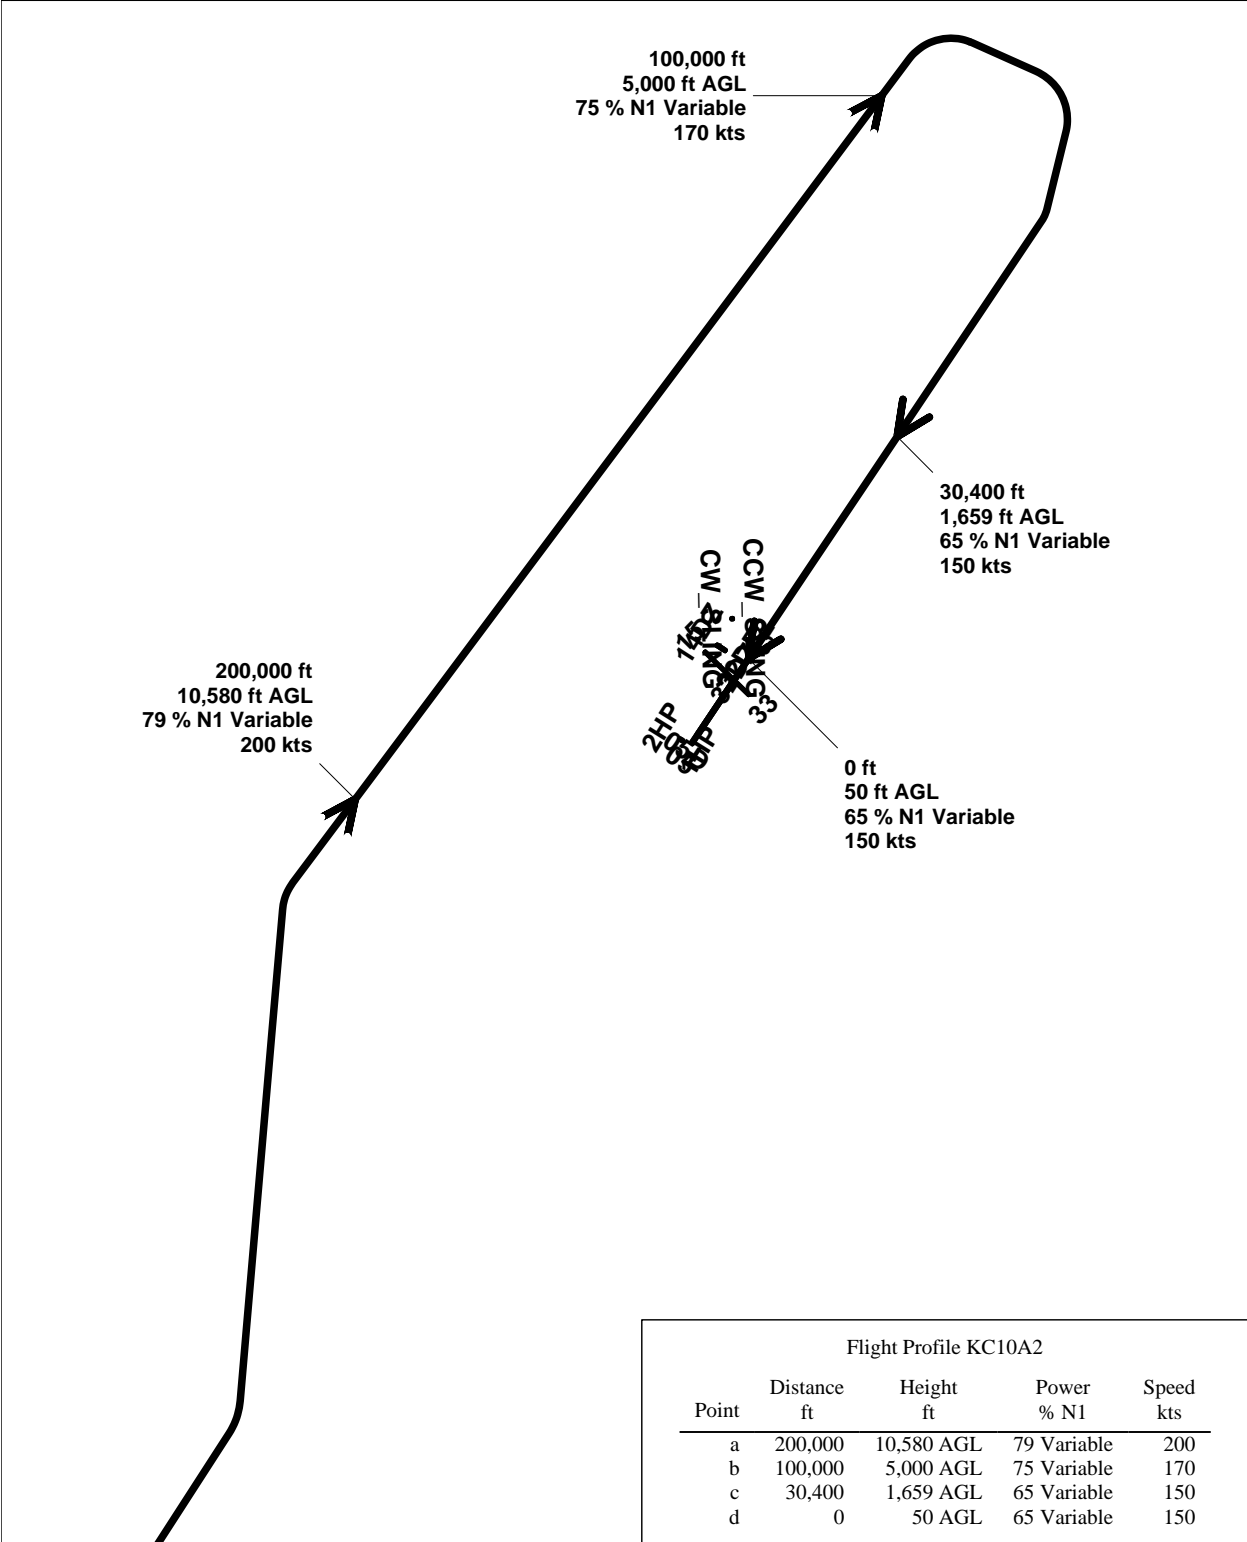 100,000 ft
5,000 ft AGL
75 % N1 Variable
170 kts
30,400 ft
1,659 ft AGL
65 % N1 Variable
150 kts
CW
CCW
33
2HP
200,000 ft
10,580 ft AGL
79 % N1 Variable
200 kts
0 ft
50 ft AGL
65 % N1 Variable
150 kts
Flight Profile KC10A2
Point Distance ft Height ft Power % N1 Speed kts
a 200,000 10,580 AGL 79 Variable 200
b 100,000 5,000 AGL 75 Variable 170
c 30,400 1,659 AGL 65 Variable 150
d 0 50 AGL 65 Variable 150